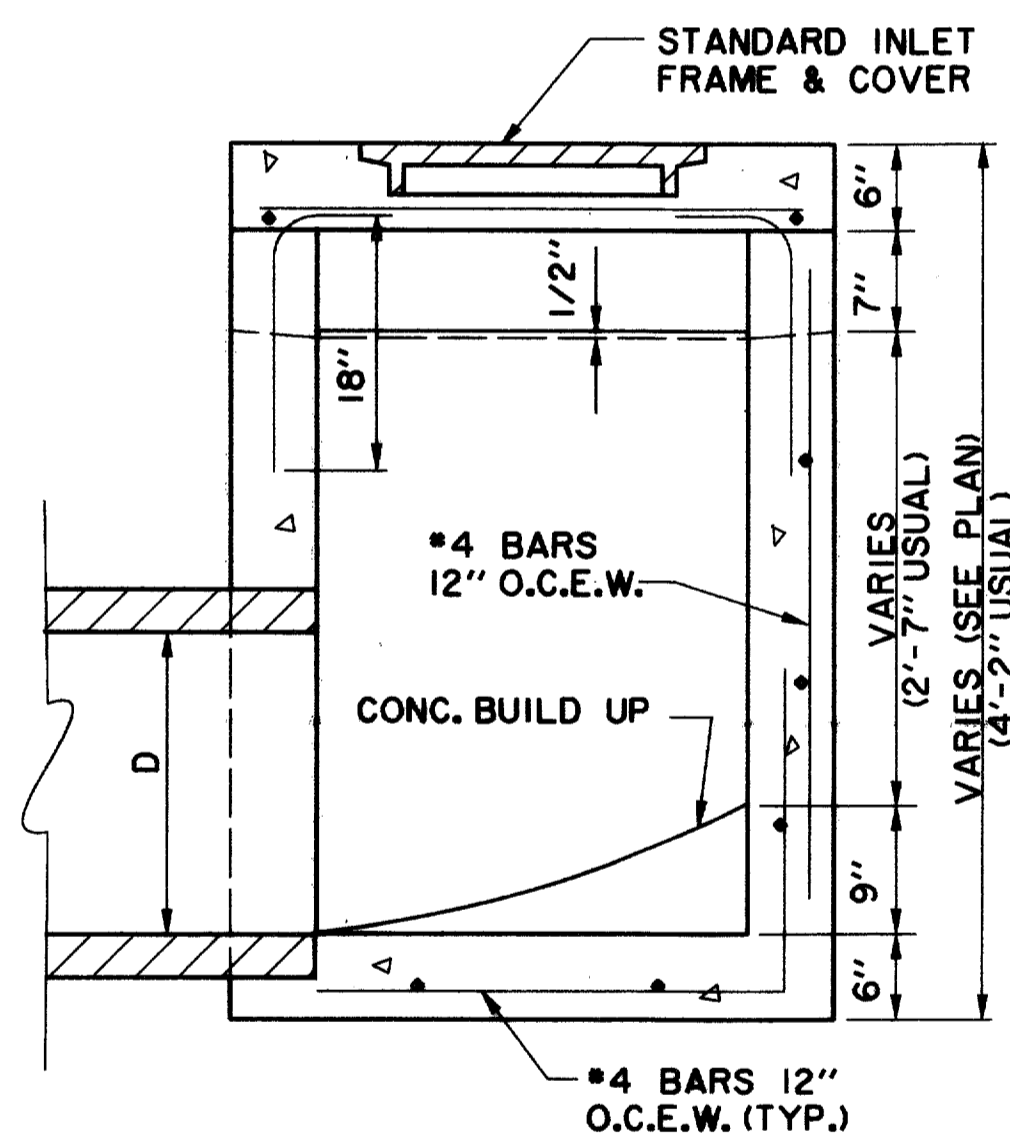 STANDARD INLET
FRAME & COVER
6"
7"
1/2"
18"
#4 BARS
12" O.C.E.W.
VARIES
(2'-7" USUAL)
VARIES (SEE PLAN)
(4'-2" USUAL)
CONC. BUILD UP
D
9"
6"
#4 BARS 12"
O.C.E.W. (TYP.)